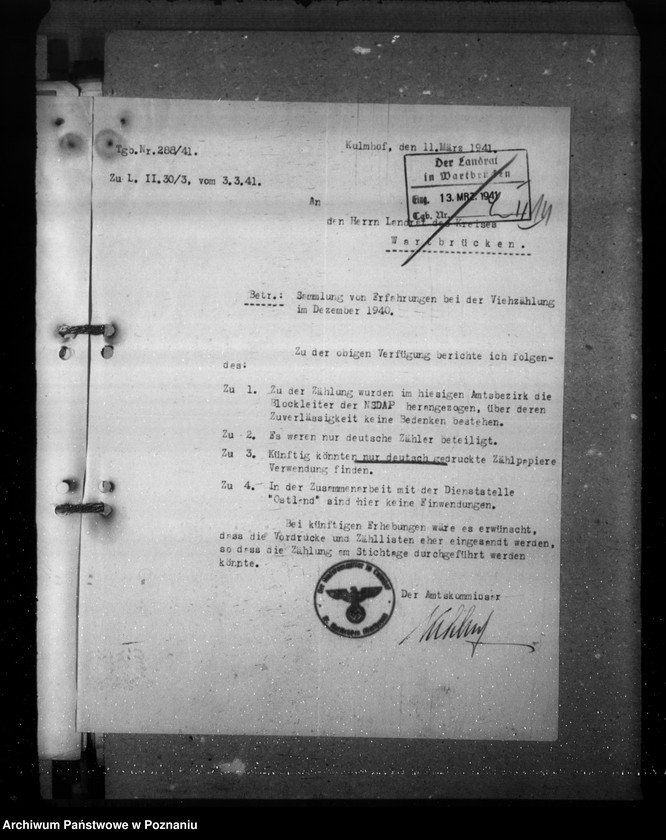 Tgb.Nr.288/41.
Kulmhof, den 11.März 1941.
Zu L. II.30/3, vom 3.3.41.
Der Landrat
in Wartbrücken
Eing. 13. MRZ. 1941
Tgb. Nr.
An
den Herrn Landrat des Kreises
Wartbrücken.
Betr.: Sammlung von Erfahrungen bei der Viehzählung
im Dezember 1940.
Zu der obigen Verfügung berichte ich folgen-
des:
Zu 1. Zu der Zählung wurden im hiesigen Amtsbezirk die
Blockleiter der NSDAP herangezogen, über deren
Zuverlässigkeit keine Bedenken bestehen.
Zu 2. Es waren nur deutsche Zähler beteiligt.
Zu 3. Künftig könnten nur deutsch gedruckte Zählpapiere
Verwendung finden.
Zu 4. In der Zusammenarbeit mit der Dienststelle
"Ostland" sind hier keine Einwendungen.
Bei künftigen Erhebungen wäre es erwünscht,
dass die Vordrucke und Zähllisten eher eingesandt werden,
so dass die Zählung am Stichtage durchgeführt werden
könnte.
Der Amtskommissar
Archiwum Państwowe w Poznaniu